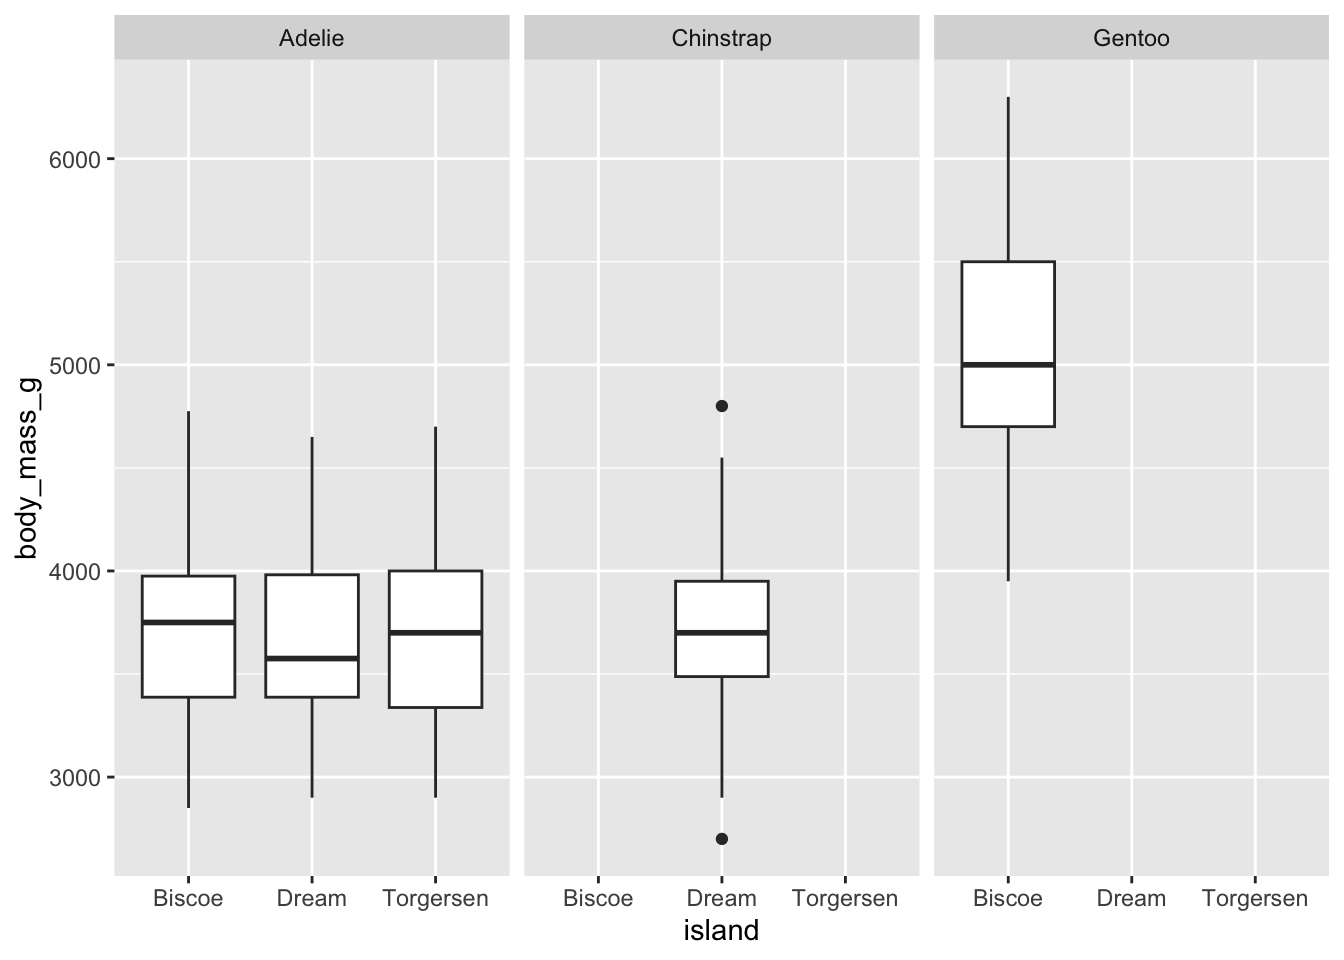 Adelie Chinstrap Gentoo
6000
5000
4000
3000
body_mass_g
Biscoe Dream Torgersen Biscoe Dream Torgersen Biscoe Dream Torgersen
island